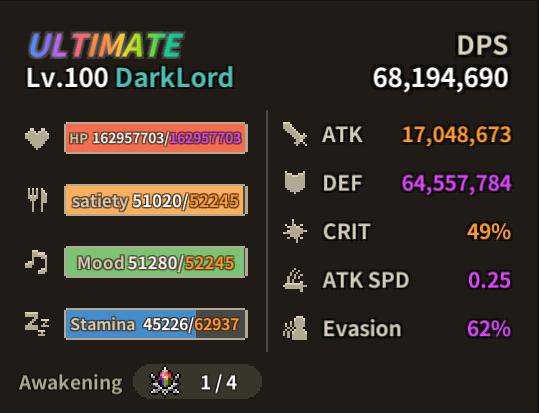 ULTIMATE
DPS
Lv.100 DarkLord
68,194,690
HP 162957703/162957703
satiety 51020/52245
Mood 51280/52245
Stamina 45226/62937
ATK 17,048,673
DEF 64,557,784
CRIT 49%
ATK SPD 0.25
Evasion 62%
Awakening 1/4